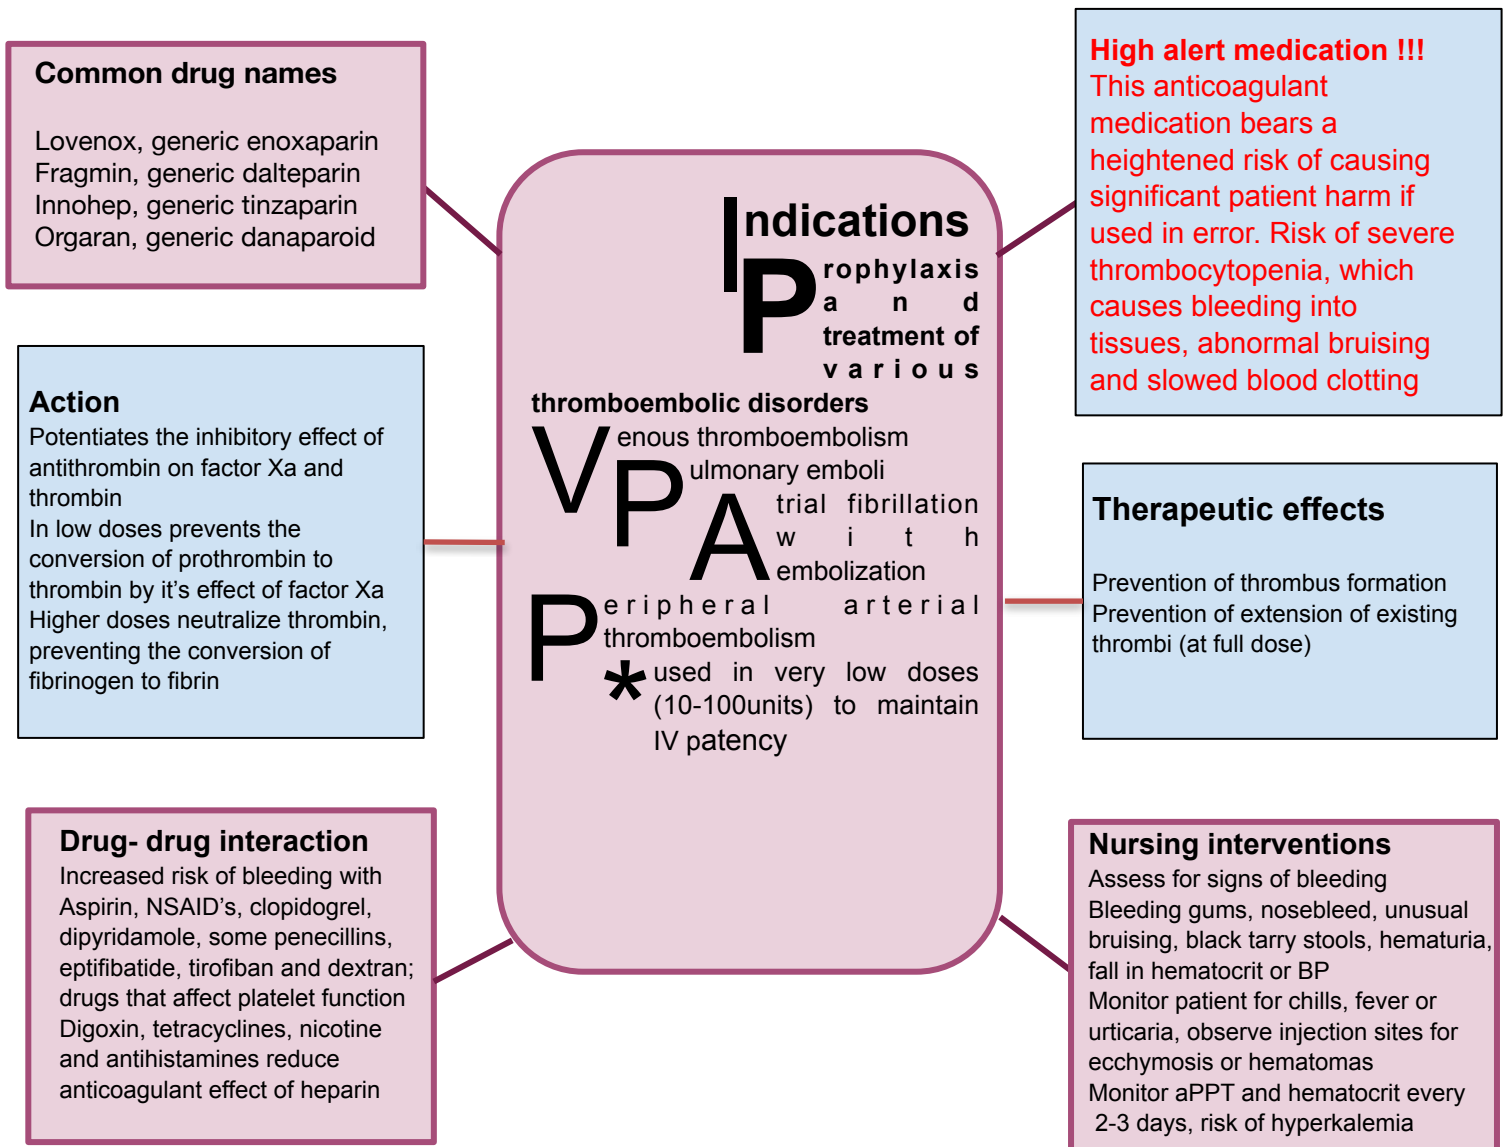 Common drug names
Lovenox, generic enoxaparin
Fragmin, generic dalteparin
Innohep, generic tinzaparin
Orgaran, generic danaparoid
Action
Potentiates the inhibitory effect of
antithrombin on factor Xa and
thrombin
In low doses prevents the
conversion of prothrombin to
thrombin by it's effect of factor Xa
Higher doses neutralize thrombin,
preventing the conversion of
fibrinogen to fibrin
Drug- drug interaction
Increased risk of bleeding with
Aspirin, NSAID's, clopidogrel,
dipyridamole, some penecillins,
eptifibatide, tirofiban and dextran;
drugs that affect platelet function
Digoxin, tetracyclines, nicotine
and antihistamines reduce
anticoagulant effect of heparin
Indications
Prophylaxis
and
treatment of
various
thromboembolic disorders
Venous thromboembolism
Pulmonary emboli
Atrial fibrillation
with
embolization
Peripheral arterial
thromboembolism
*used in very low doses
(10-100units) to maintain
IV patency
High alert medication !!!
This anticoagulant
medication bears a
heightened risk of causing
significant patient harm if
used in error. Risk of severe
thrombocytopenia, which
causes bleeding into
tissues, abnormal bruising
and slowed blood clotting
Therapeutic effects
Prevention of thrombus formation
Prevention of extension of existing
thrombi (at full dose)
Nursing interventions
Assess for signs of bleeding
Bleeding gums, nosebleed, unusual
bruising, black tarry stools, hematuria,
fall in hematocrit or BP
Monitor patient for chills, fever or
urticaria, observe injection sites for
ecchymosis or hematomas
Monitor aPPT and hematocrit every
2-3 days, risk of hyperkalemia